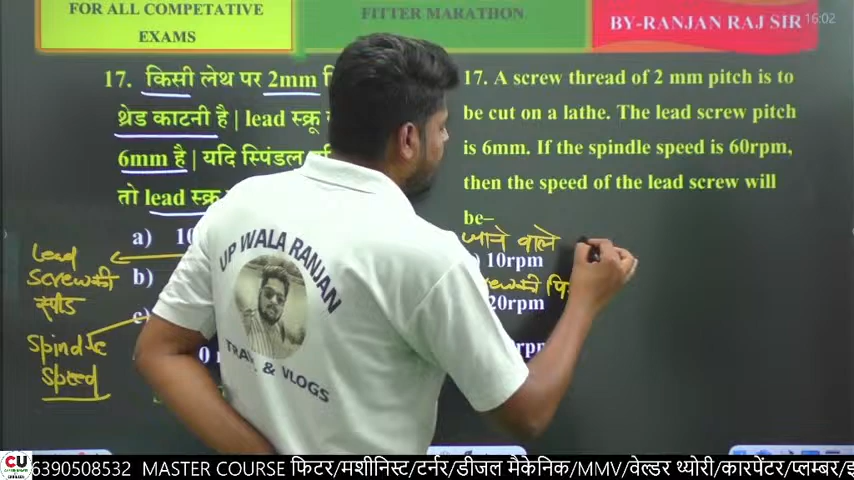 FOR ALL COMPETATIVE
EXAMS
FITTER MARATHON
BY-RANJAN RAJ SIR
16:02
17. किसी लेथ पर 2mm
थ्रेड काटनी है | lead स्क्रू
6mm है | यदि स्पिंडल
तो lead स्क्रू
a)
b)
17. A screw thread of 2 mm pitch is to
be cut on a lathe. The lead screw pitch
is 6mm. If the spindle speed is 60rpm,
then the speed of the lead screw will
be–
जाने वाले
10rpm
20rpm
Lead
screw की
स्पीड
Spindle
Speed
UP WALA RANJAN
& VLOGS
CU
6390508532 MASTER COURSE फिटर/मशीनिस्ट/टर्नर/डीजल मैकेनिक/MMV/वेल्डर थ्योरी/कारपेंटर/प्लम्बर/